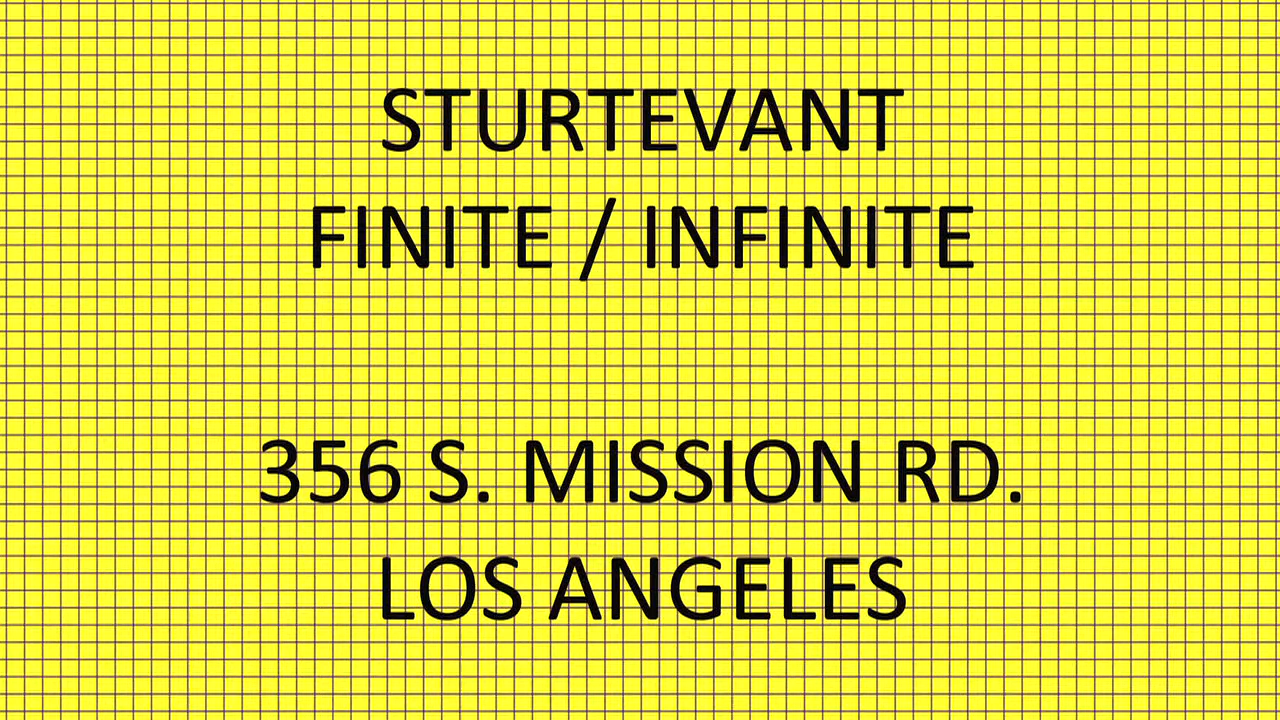 STURTEVANT
FINITE / INFINITE
356 S. MISSION RD.
LOS ANGELES